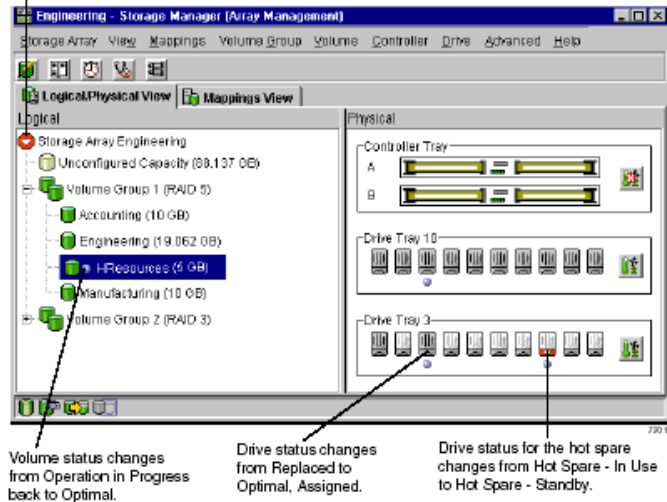 Engineering - Storage Manager (Array Management)
Storage Array View Mappings Volume Group Volume Controller Drive Advanced Help
Logical/Physical View Mappings View
Logical
Physical
Storage Array Engineering
Unconfigured Capacity (88.137 GB)
Volume Group 1 (RAID 5)
Accounting (10 GB)
Engineering (19.062 GB)
HResources (5 GB)
Manufacturing (10 GB)
Volume Group 2 (RAID 3)
Controller Tray
A
B
Drive Tray 10
Drive Tray 3
Volume status changes
from Operation in Progress
back to Optimal.
Drive status changes
from Replaced to
Optimal, Assigned.
Drive status for the hot spare
changes from Hot Spare - In Use
to Hot Spare - Standby.